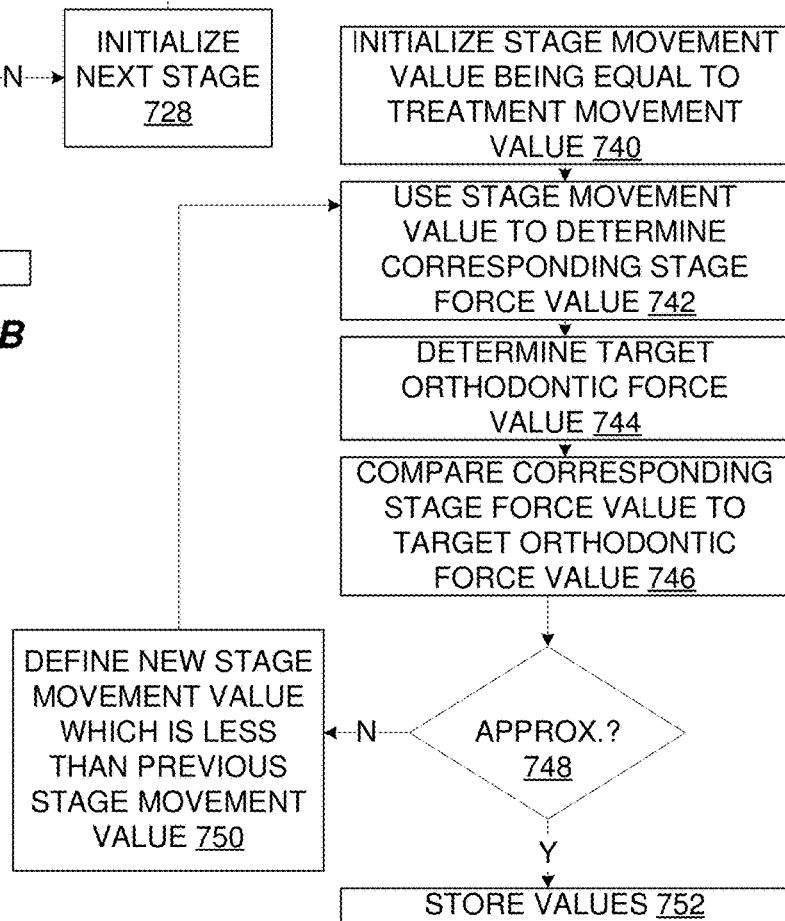 N
INITIALIZE
NEXT STAGE
728
B
INITIALIZE STAGE MOVEMENT
VALUE BEING EQUAL TO
TREATMENT MOVEMENT
VALUE 740
USE STAGE MOVEMENT
VALUE TO DETERMINE
CORRESPONDING STAGE
FORCE VALUE 742
DETERMINE TARGET
ORTHODONTIC FORCE
VALUE 744
COMPARE CORRESPONDING
STAGE FORCE VALUE TO
TARGET ORTHODONTIC
FORCE VALUE 746
APPROX.?
748
N
DEFINE NEW STAGE
MOVEMENT VALUE
WHICH IS LESS
THAN PREVIOUS
STAGE MOVEMENT
VALUE 750
Y
STORE VALUES 752